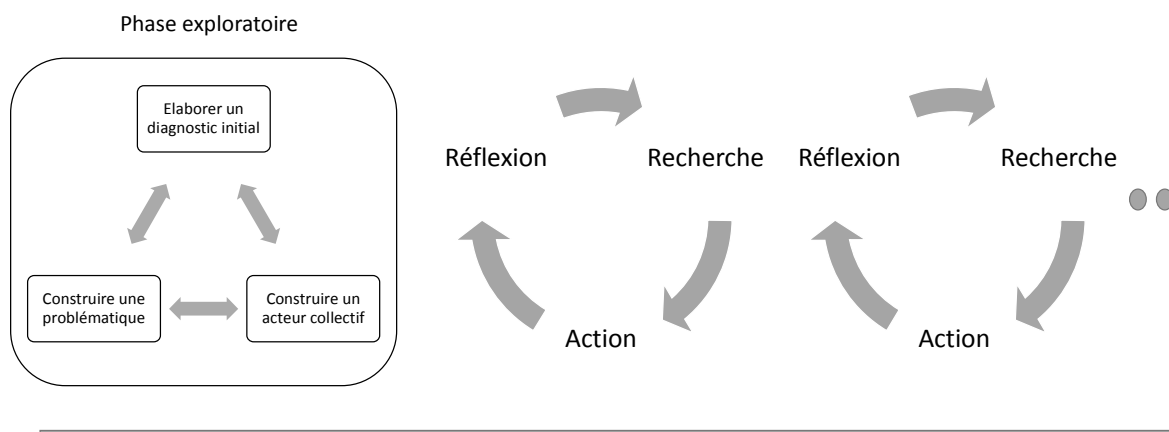 Phase exploratoire
Elaborer un
diagnostic initial
Construire une
problématique
Construire un
acteur collectif
Réflexion
Recherche
Action
Réflexion
Recherche
Action